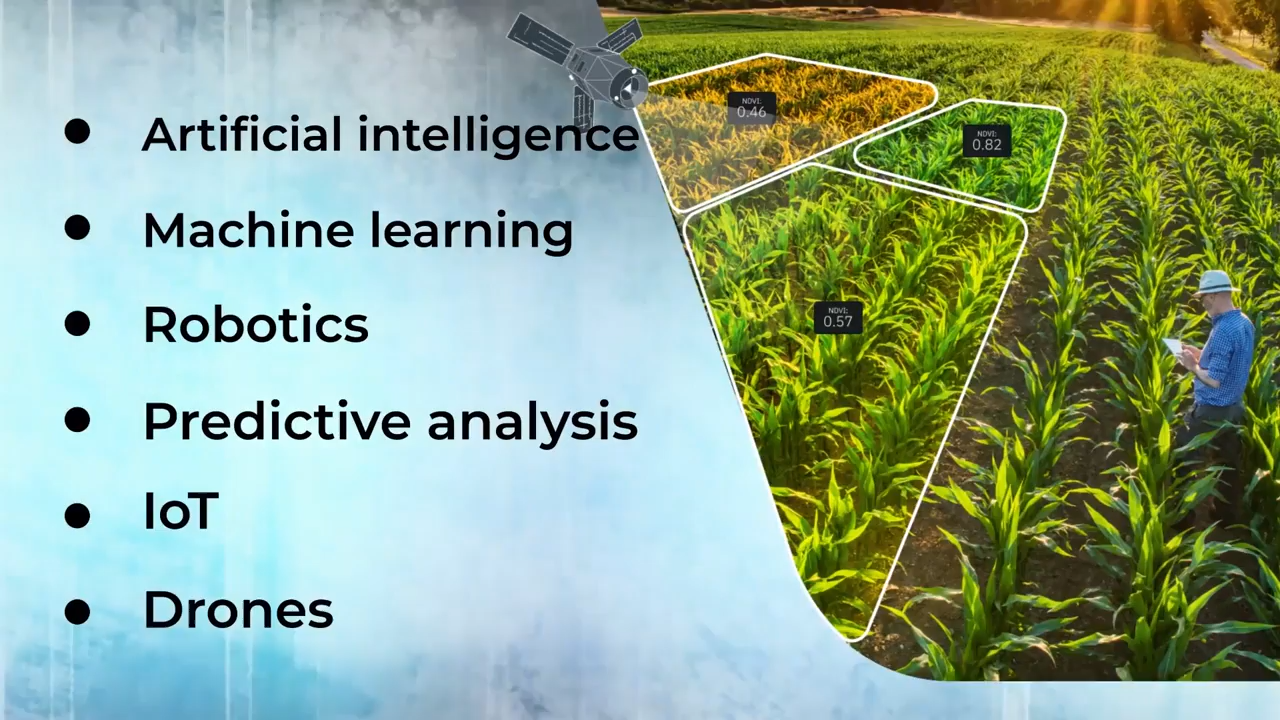 Artificial intelligence
Machine learning
Robotics
Predictive analysis
IoT
Drones
NDVI:
0.46
NDVI:
0.82
NDVI:
0.57